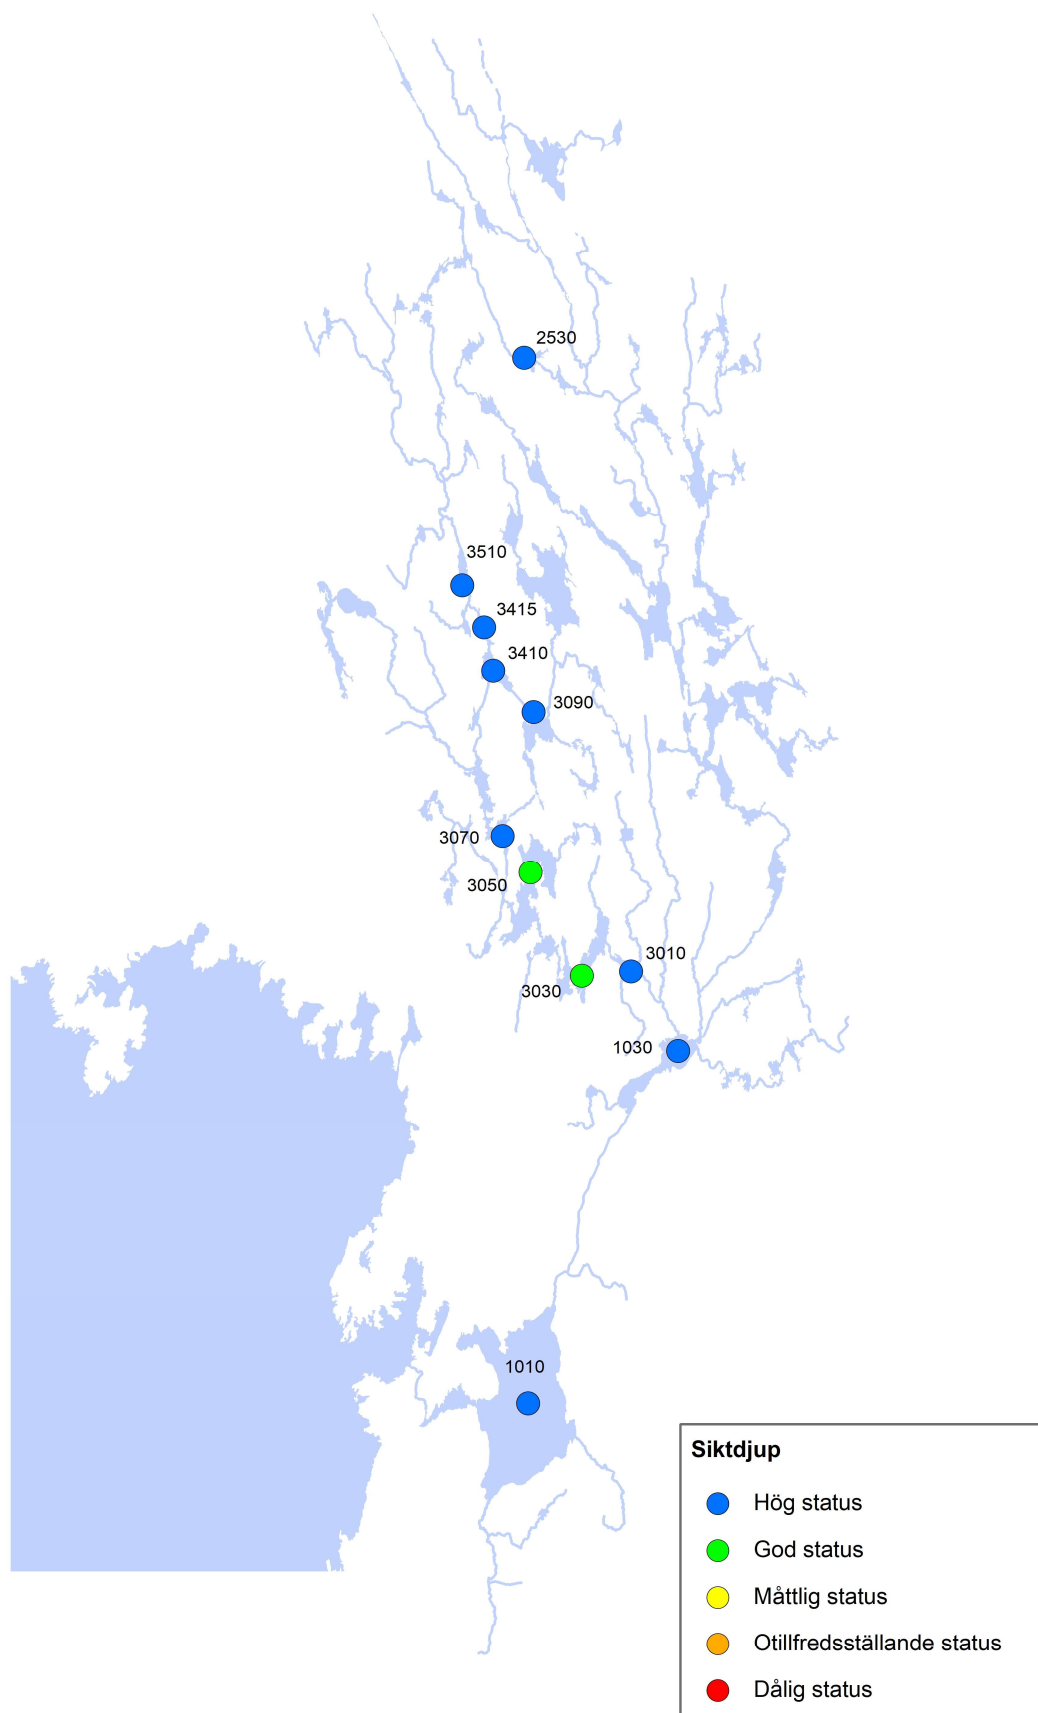 2530
3510
3415
3410
3090
3070
3050
3010
3030
1030
1010
Siktdjup
Hög status
God status
Måttlig status
Otillfredsställande status
Dålig status